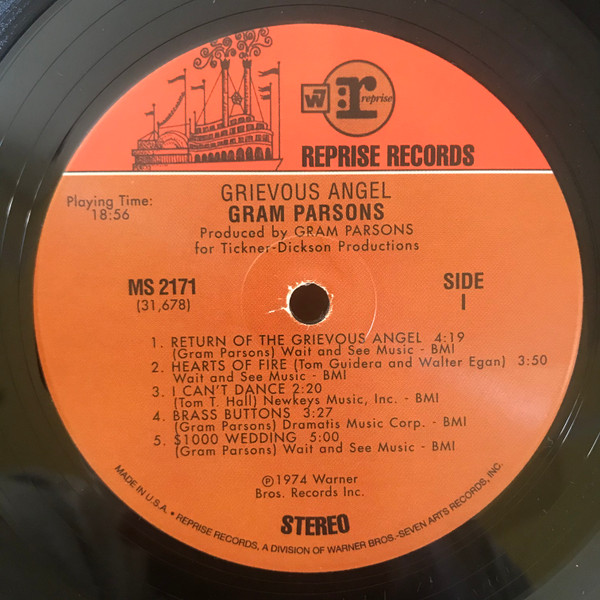 W r reprise
REPRISE RECORDS
GRIEVOUS ANGEL
GRAM PARSONS
Produced by GRAM PARSONS
for Tickner-Dickson Productions
Playing Time:
18:56
MS 2171
(31,678)
SIDE
I
1. RETURN OF THE GRIEVOUS ANGEL 4:19
(Gram Parsons) Wait and See Music - BMI
2. HEARTS OF FIRE (Tom Guidera and Walter Egan) 3:50
Wait and See Music - BMI
3. I CAN'T DANCE 2:20
(Tom T. Hall) Newkeys Music, Inc. - BMI
4. BRASS BUTTONS 3:27
(Gram Parsons) Dramatis Music Corp. - BMI
5. $1000 WEDDING 5:00
(Gram Parsons) Wait and See Music - BMI
℗1974 Warner
Bros. Records Inc.
STEREO
MADE IN U.S.A. • REPRISE RECORDS, A DIVISION OF WARNER BROS.-SEVEN ARTS RECORDS, INC.